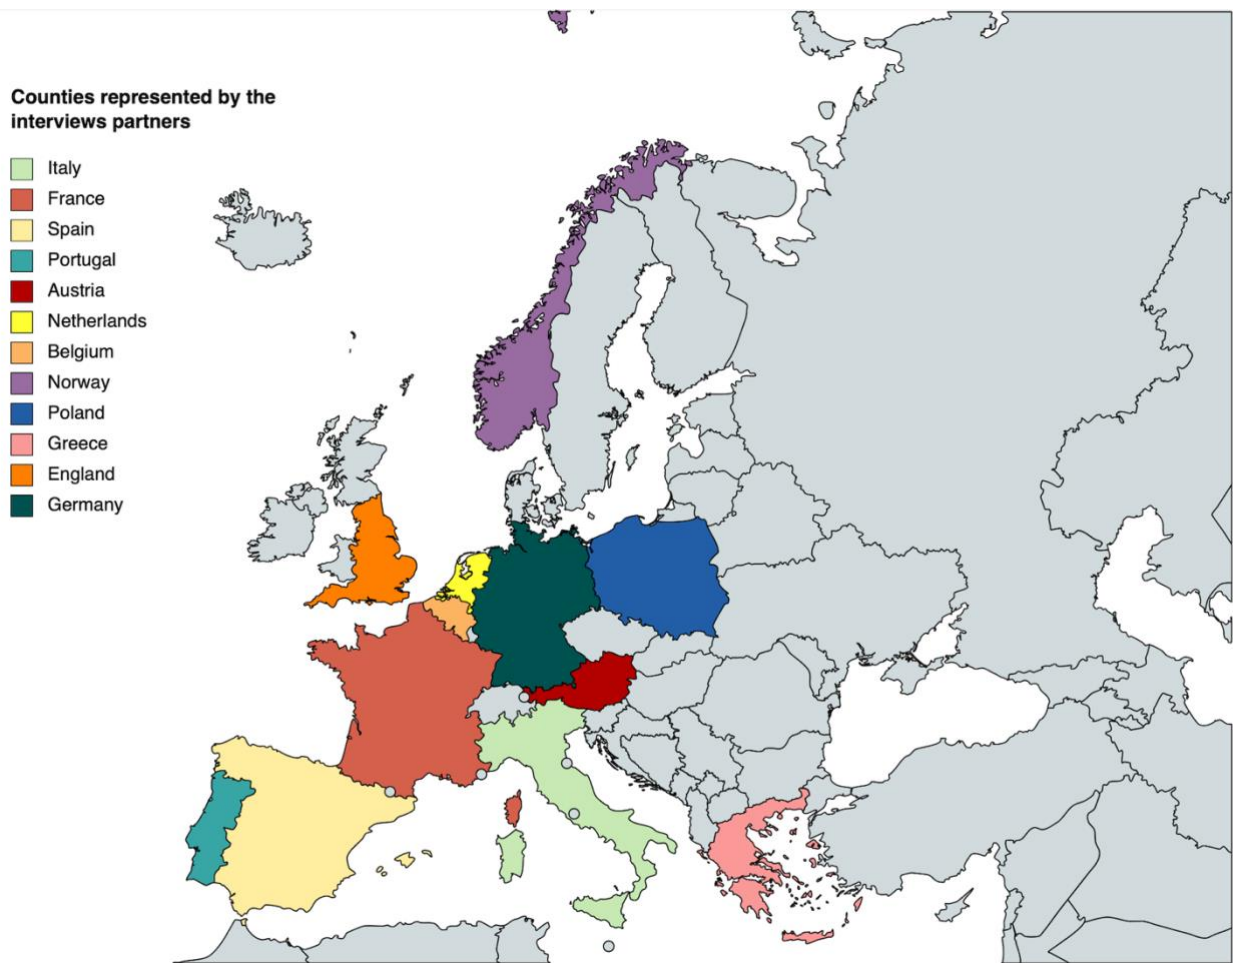 Counties represented by the
interviews partners
Italy
France
Spain
Portugal
Austria
Netherlands
Belgium
Norway
Poland
Greece
England
Germany